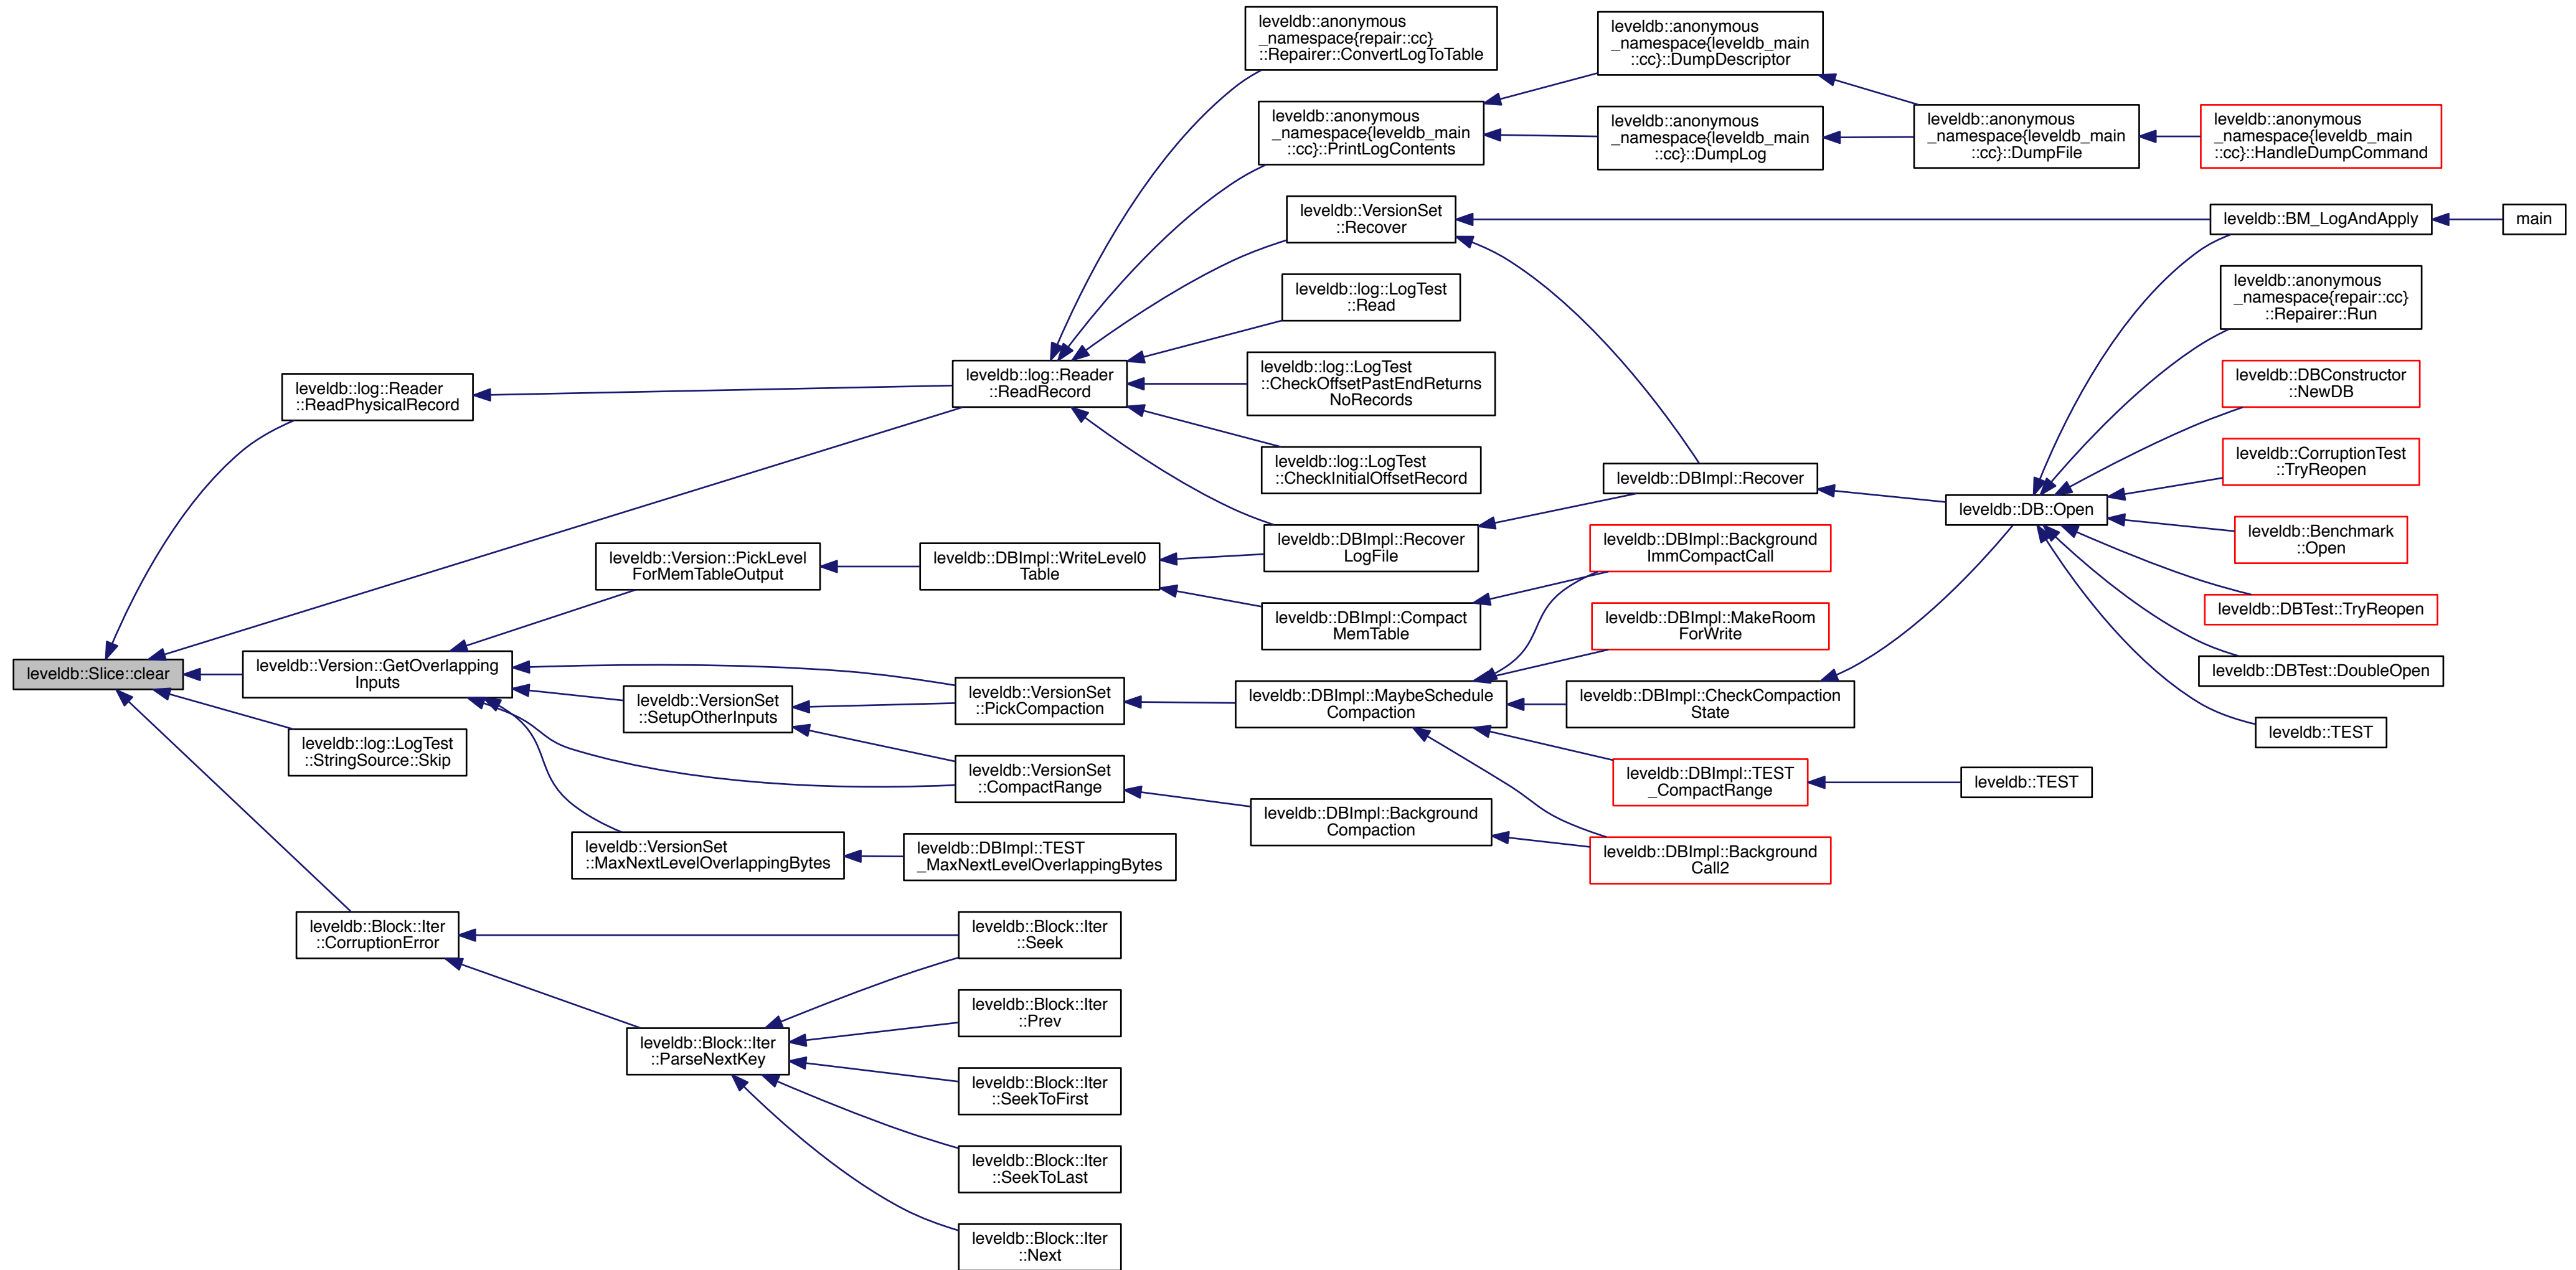 leveldb::anonymous
_namespace{repair::cc}
::Repairer::ConvertLogToTable
leveldb::anonymous
_namespace{leveldb_main
::cc}::DumpDescriptor
leveldb::anonymous
_namespace{leveldb_main
::cc}::PrintLogContents
leveldb::anonymous
_namespace{leveldb_main
::cc}::DumpLog
leveldb::anonymous
_namespace{leveldb_main
::cc}::DumpFile
leveldb::anonymous
_namespace{leveldb_main
::cc}::HandleDumpCommand
leveldb::VersionSet
::Recover
leveldb::BM_LogAndApply
main
leveldb::log::LogTest
::Read
leveldb::anonymous
_namespace{repair::cc}
::Repairer::Run
leveldb::log::Reader
::ReadPhysicalRecord
leveldb::log::Reader
::ReadRecord
leveldb::log::LogTest
::CheckOffsetPastEndReturns
NoRecords
leveldb::DBConstructor
::NewDB
leveldb::log::LogTest
::CheckInitialOffsetRecord
leveldb::DBImpl::Recover
leveldb::CorruptionTest
::TryReopen
leveldb::DB::Open
leveldb::Benchmark
::Open
leveldb::Version::PickLevel
ForMemTableOutput
leveldb::DBImpl::WriteLevel0
Table
leveldb::DBImpl::Recover
LogFile
leveldb::DBImpl::Background
ImmCompactCall
leveldb::DBImpl::Compact
MemTable
leveldb::DBImpl::MakeRoom
ForWrite
leveldb::DBTest::TryReopen
leveldb::Slice::clear
leveldb::Version::GetOverlapping
Inputs
leveldb::VersionSet
::SetupOtherInputs
leveldb::VersionSet
::PickCompaction
leveldb::DBImpl::MaybeSchedule
Compaction
leveldb::DBImpl::CheckCompaction
State
leveldb::DBTest::DoubleOpen
leveldb::TEST
leveldb::log::LogTest
::StringSource::Skip
leveldb::VersionSet
::CompactRange
leveldb::DBImpl::TEST
_CompactRange
leveldb::TEST
leveldb::DBImpl::Background
Compaction
leveldb::VersionSet
::MaxNextLevelOverlappingBytes
leveldb::DBImpl::TEST
_MaxNextLevelOverlappingBytes
leveldb::DBImpl::Background
Call2
leveldb::Block::Iter
::CorruptionError
leveldb::Block::Iter
::Seek
leveldb::Block::Iter
::Prev
leveldb::Block::Iter
::ParseNextKey
leveldb::Block::Iter
::SeekToFirst
leveldb::Block::Iter
::SeekToLast
leveldb::Block::Iter
::Next